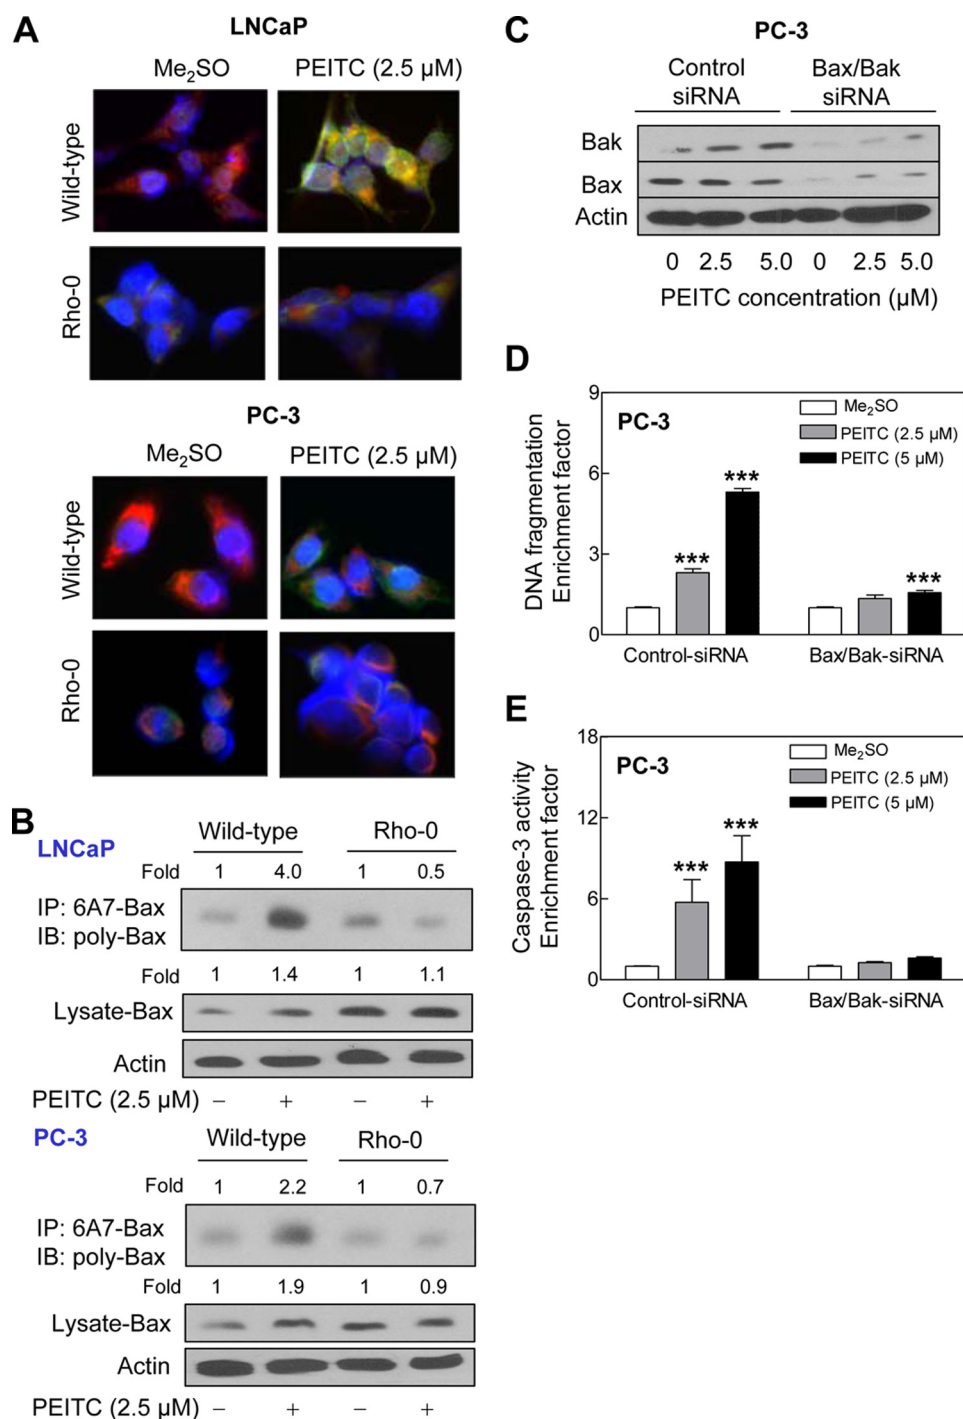 A
LNCaP
Me₂SO PEITC (2.5 µM)
Wild-type
Rho-0
PC-3
Me₂SO PEITC (2.5 µM)
Wild-type
Rho-0
B
LNCaP
Wild-type Rho-0
Fold 1 4.0 1 0.5
IP: 6A7-Bax
IB: poly-Bax
Fold 1 1.4 1 1.1
Lysate-Bax
Actin
PEITC (2.5 µM) − + − +
PC-3
Wild-type Rho-0
Fold 1 2.2 1 0.7
IP: 6A7-Bax
IB: poly-Bax
Fold 1 1.9 1 0.9
Lysate-Bax
Actin
PEITC (2.5 µM) − + − +
C
PC-3
Control Bax/Bak
siRNA siRNA
Bak
Bax
Actin
0 2.5 5.0 0 2.5 5.0
PEITC concentration (µM)
D
PC-3
DNA fragmentation
Enrichment factor
9
6
3
0
Me₂SO
PEITC (2.5 µM)
PEITC (5 µM)
*** *** ***
Control-siRNA Bax/Bak-siRNA
E
PC-3
Caspase-3 activity
Enrichment factor
18
12
6
0
Me₂SO
PEITC (2.5 µM)
PEITC (5 µM)
*** ***
Control-siRNA Bax/Bak-siRNA